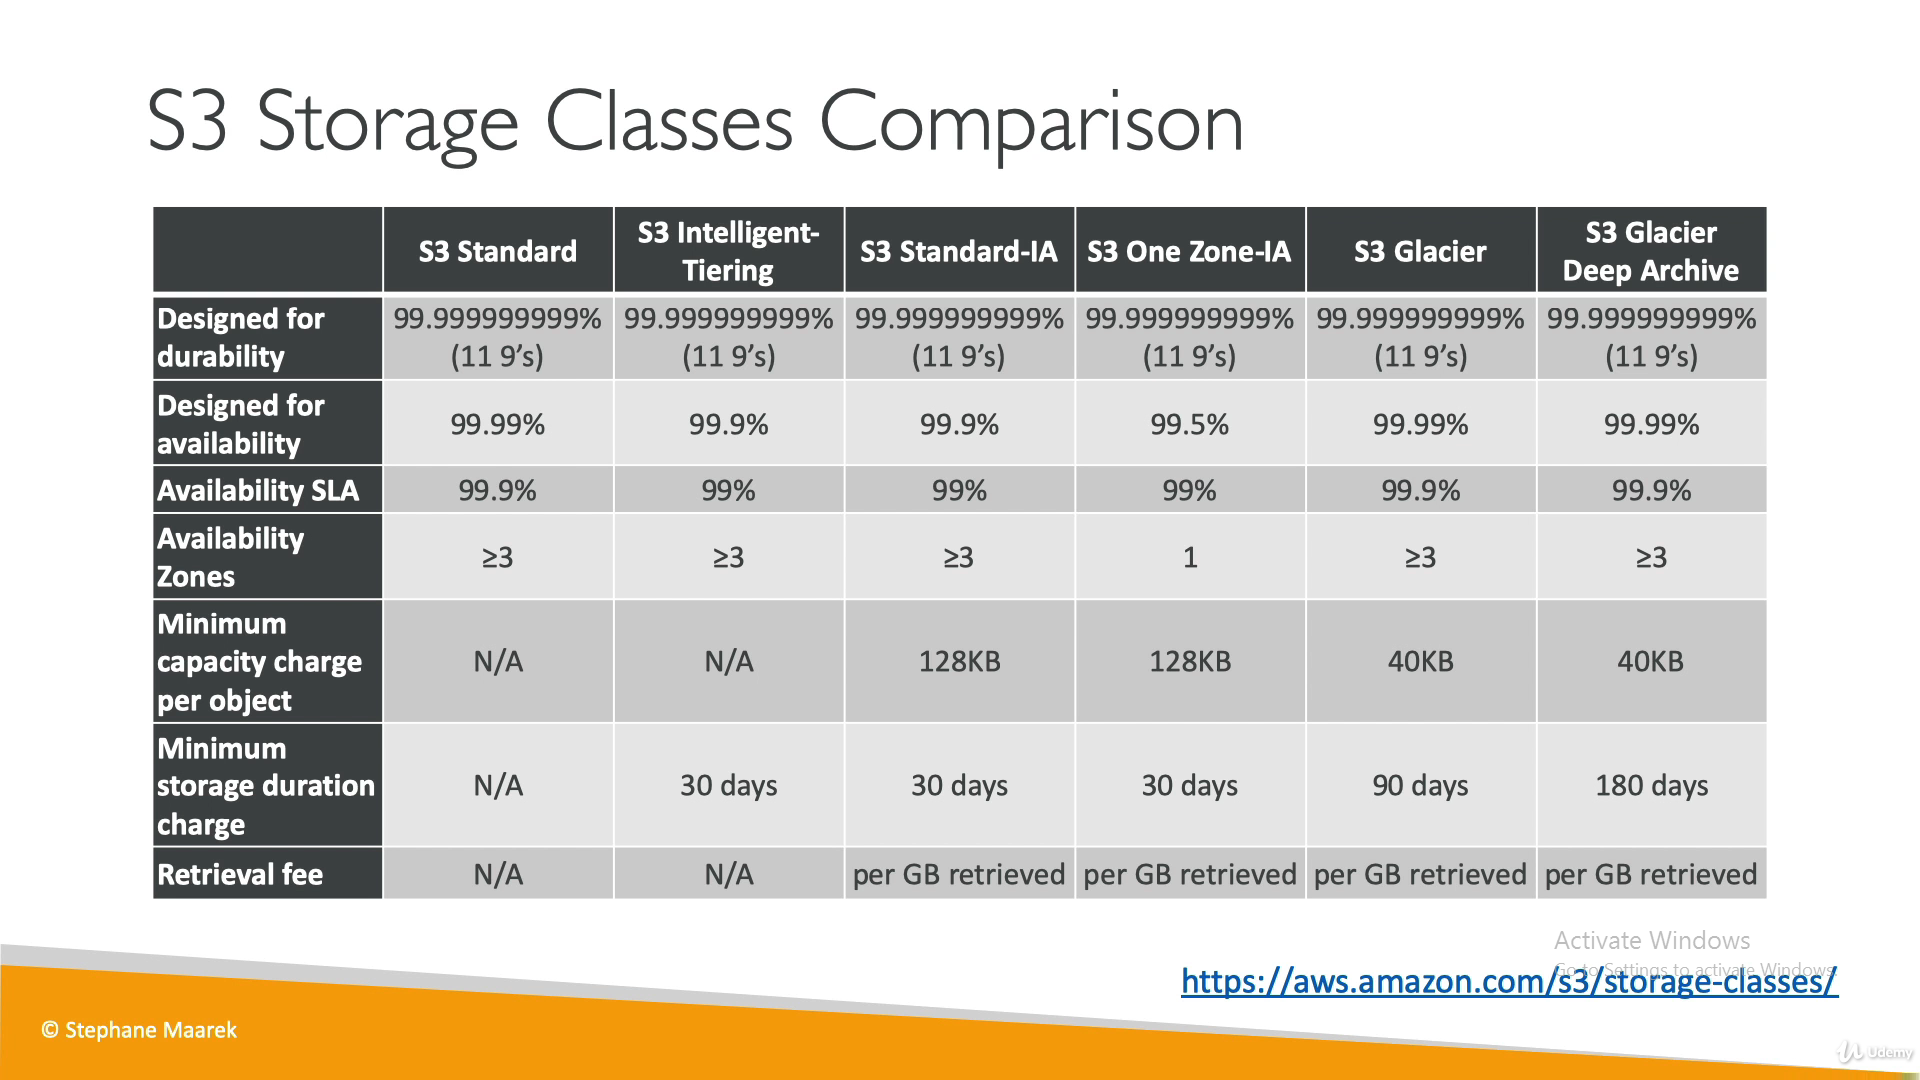 S3 Storage Classes Comparison
S3 Standard
S3 Intelligent-
Tiering
S3 Standard-IA
S3 One Zone-IA
S3 Glacier
S3 Glacier
Deep Archive
Designed for
durability
99.999999999%
(11 9’s)
99.999999999%
(11 9’s)
99.999999999%
(11 9’s)
99.999999999%
(11 9’s)
99.999999999%
(11 9’s)
99.999999999%
(11 9’s)
Designed for
availability
99.99%
99.9%
99.9%
99.5%
99.99%
99.99%
Availability SLA
99.9%
99%
99%
99%
99.9%
99.9%
Availability
Zones
≥3
≥3
≥3
1
≥3
≥3
Minimum
capacity charge
per object
N/A
N/A
128KB
128KB
40KB
40KB
Minimum
storage duration
charge
N/A
30 days
30 days
30 days
90 days
180 days
Retrieval fee
N/A
N/A
per GB retrieved
per GB retrieved
per GB retrieved
per GB retrieved
Activate Windows
Go to Settings to activate Windows.
https://aws.amazon.com/s3/storage-classes/
© Stephane Maarek
Udemy